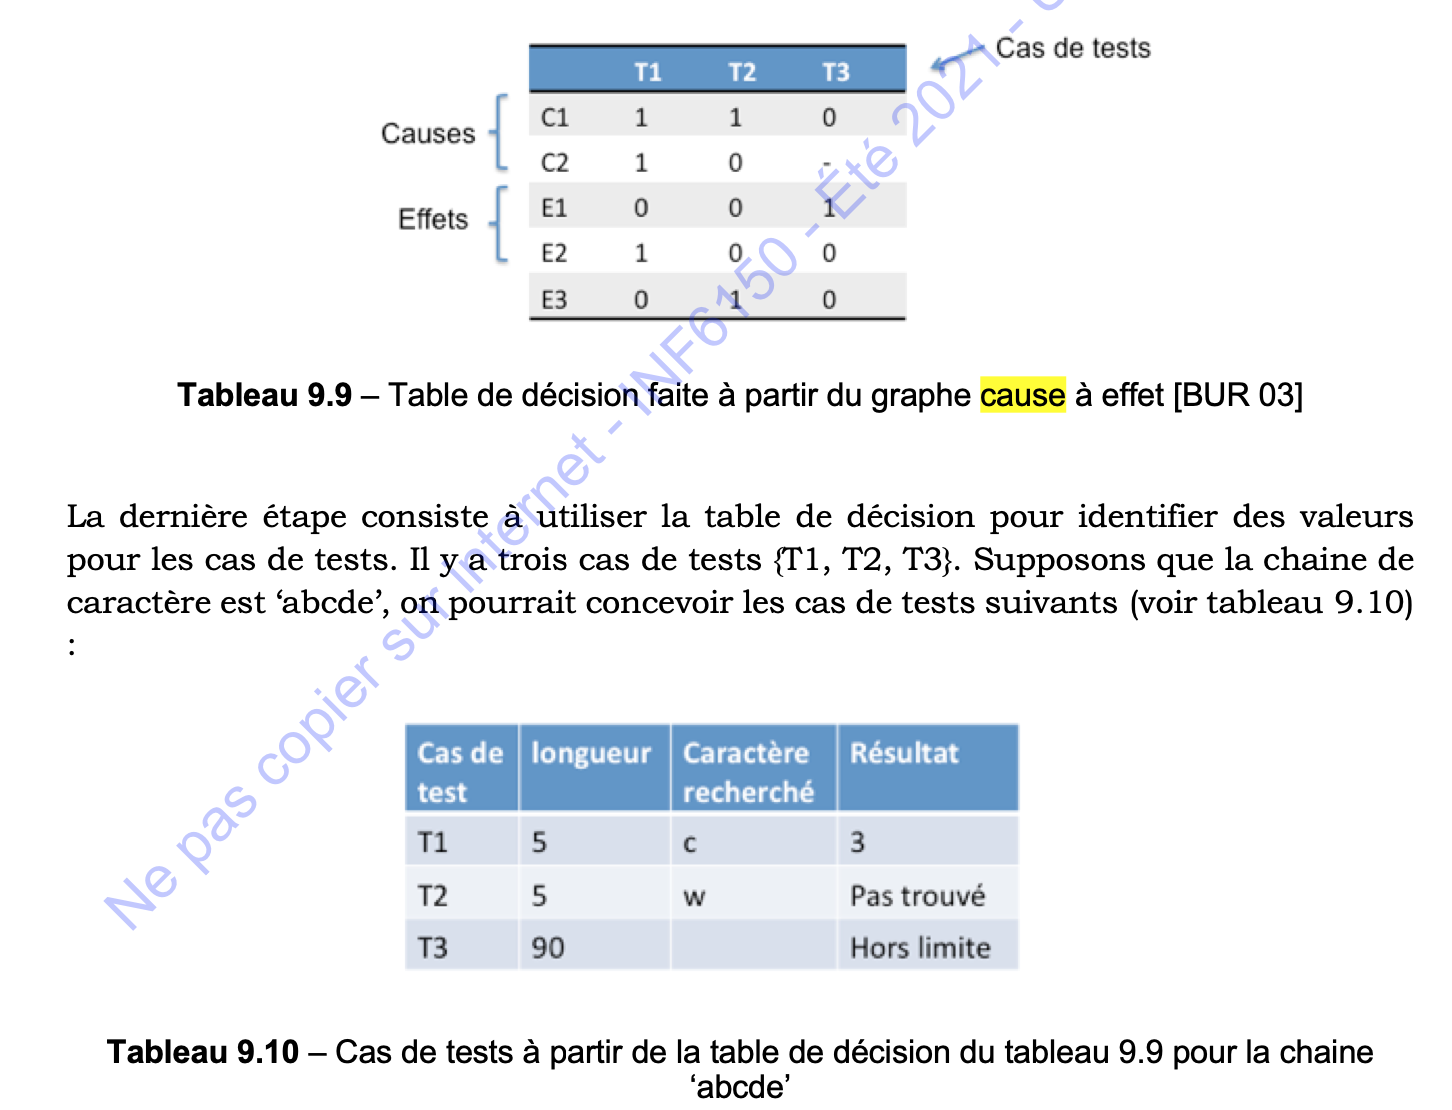 Cas de tests
T1 T2 T3
Causes
C1 1 1 0
C2 1 0 -
Effets
E1 0 0 1
E2 1 0 0
E3 0 1 0
Tableau 9.9 – Table de décision faite à partir du graphe cause à effet [BUR 03]
La dernière étape consiste à utiliser la table de décision pour identifier des valeurs
pour les cas de tests. Il y a trois cas de tests {T1, T2, T3}. Supposons que la chaine de
caractère est ‘abcde’, on pourrait concevoir les cas de tests suivants (voir tableau 9.10)
:
Cas de test longueur Caractère recherché Résultat
T1 5 c 3
T2 5 w Pas trouvé
T3 90 Hors limite
Tableau 9.10 – Cas de tests à partir de la table de décision du tableau 9.9 pour la chaine
‘abcde’
Ne pas copier sur internet - INF6150 - Été 2021 -